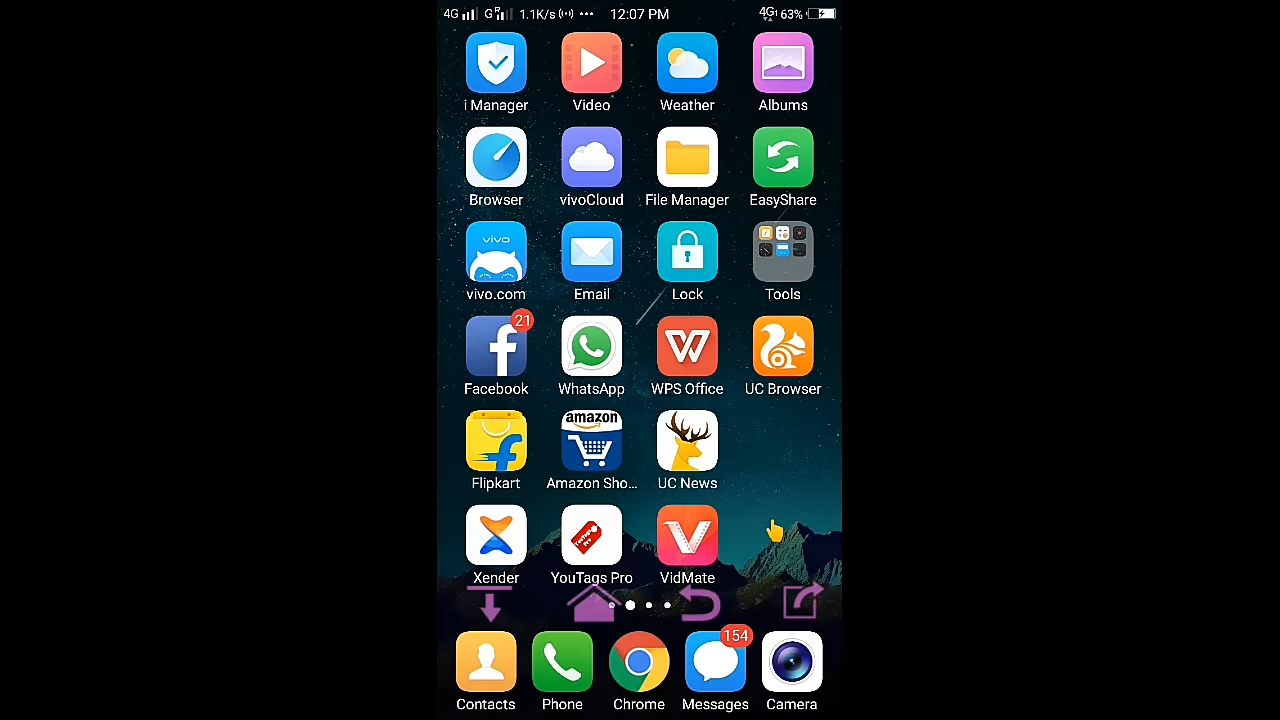 4G G 1.1K/s 12:07 PM 4G 63%
i Manager Video Weather Albums
Browser vivoCloud File Manager EasyShare
vivo
vivo.com Email Lock Tools
21
Facebook WhatsApp WPS Office UC Browser
amazon
Flipkart Amazon Sho... UC News
Xender YouTags Pro VidMate
154
Contacts Phone Chrome Messages Camera